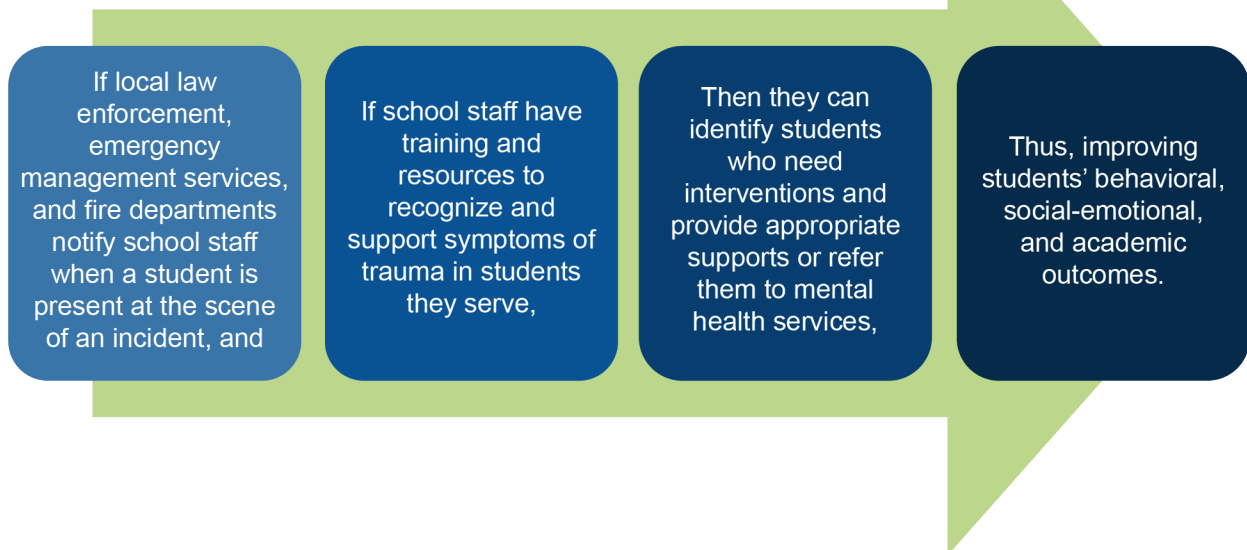 If local law
enforcement,
emergency
management services,
and fire departments
notify school staff
when a student is
present at the scene
of an incident, and
If school staff have
training and
resources to
recognize and
support symptoms of
trauma in students
they serve,
Then they can
identify students
who need
interventions and
provide appropriate
supports or refer
them to mental
health services,
Thus, improving
students’ behavioral,
social-emotional,
and academic
outcomes.